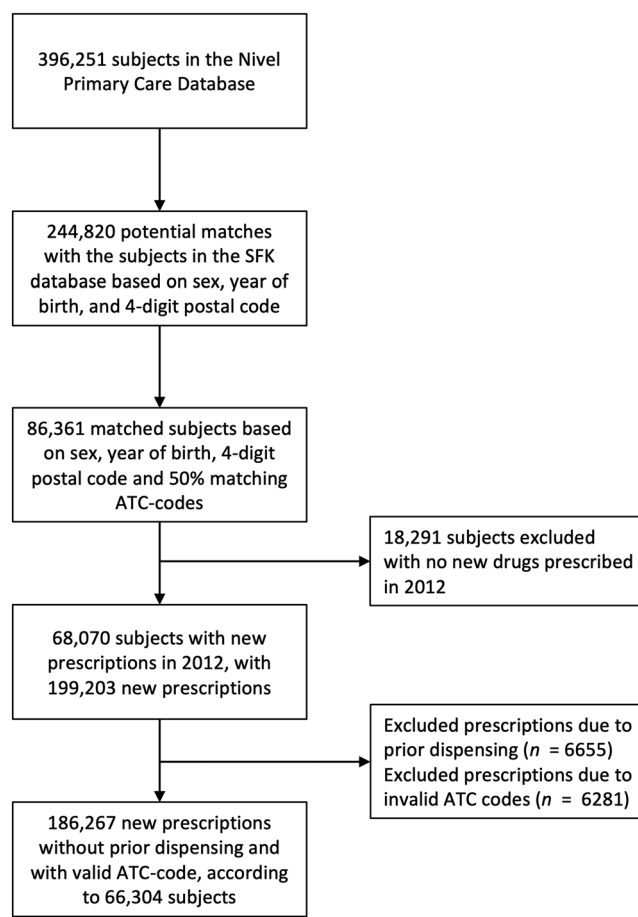 396,251 subjects in the Nivel
Primary Care Database
244,820 potential matches
with the subjects in the SFK
database based on sex, year of
birth, and 4-digit postal code
86,361 matched subjects based
on sex, year of birth, 4-digit
postal code and 50% matching
ATC-codes
18,291 subjects excluded
with no new drugs prescribed
in 2012
68,070 subjects with new
prescriptions in 2012, with
199,203 new prescriptions
Excluded prescriptions due to
prior dispensing (n = 6655)
Excluded prescriptions due to
invalid ATC codes (n = 6281)
186,267 new prescriptions
without prior dispensing and
with valid ATC-code, according
to 66,304 subjects